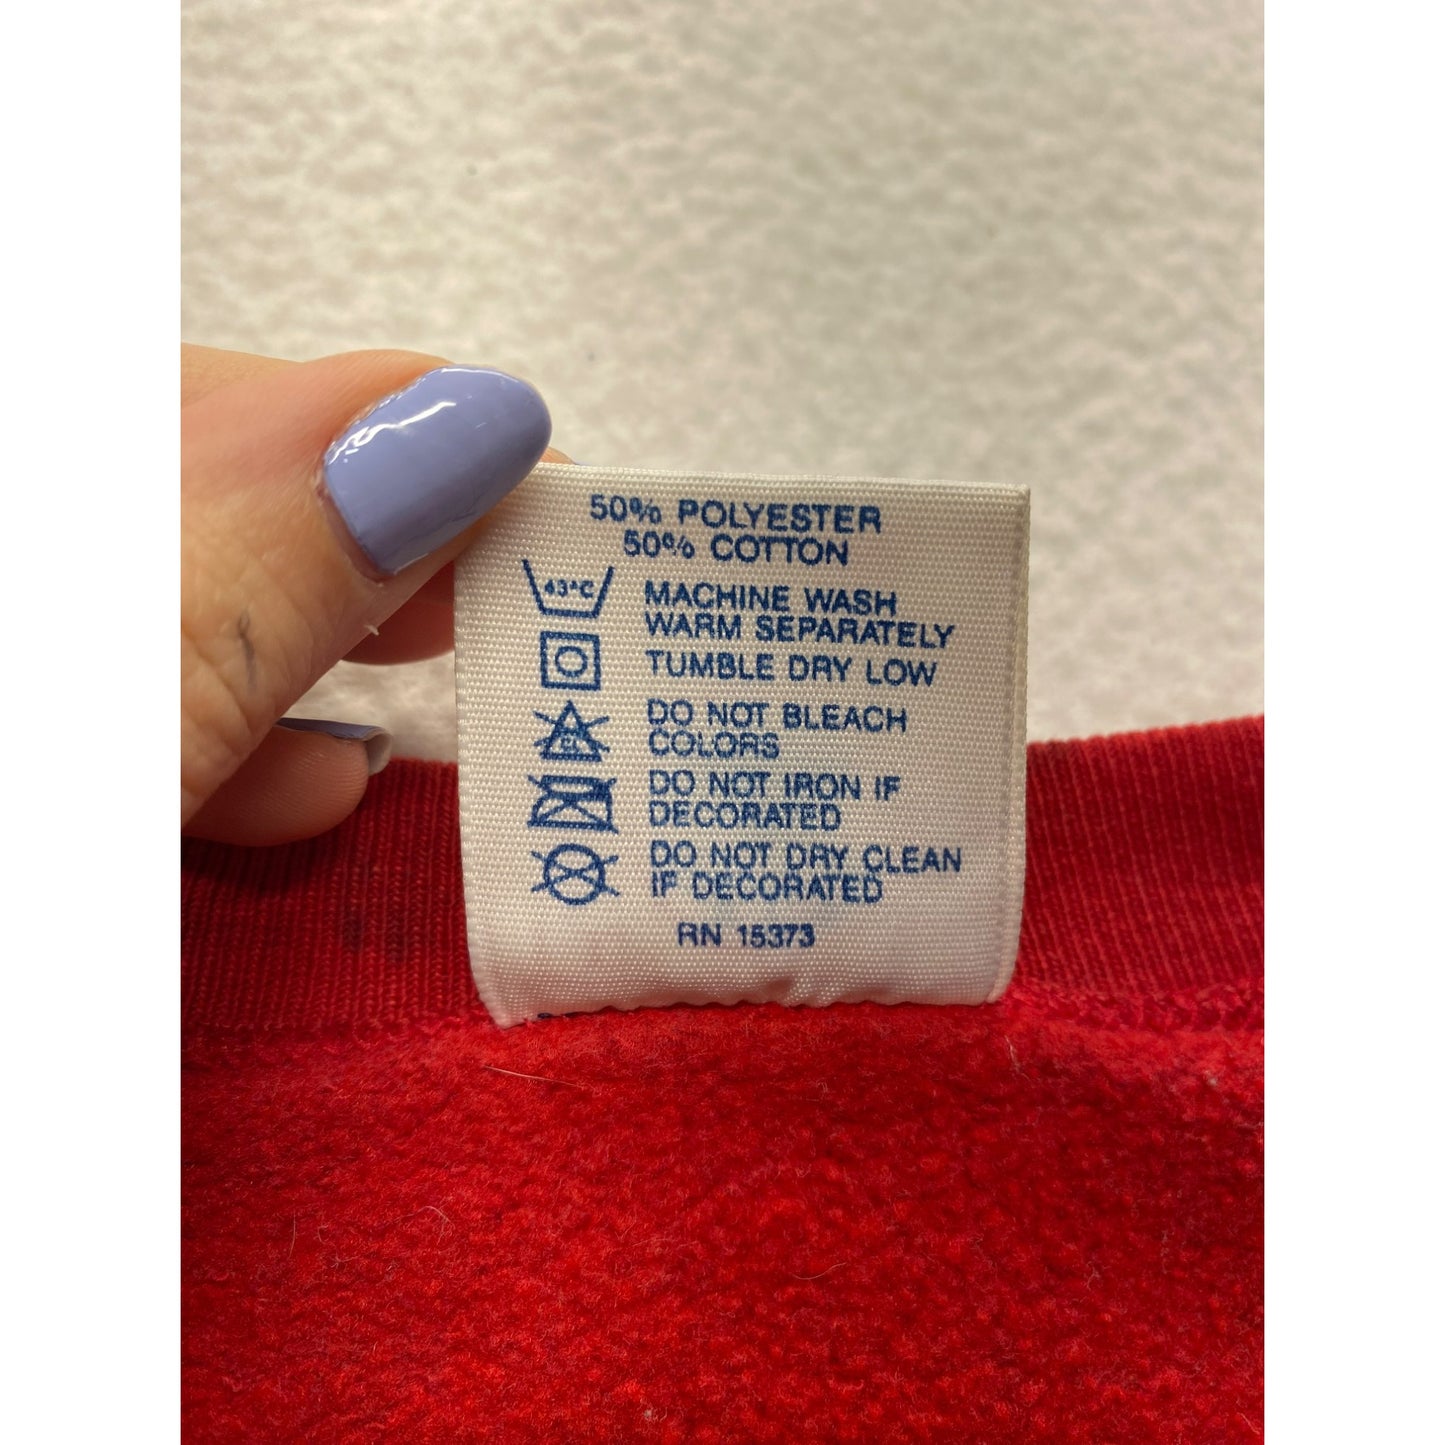 50% POLYESTER
50% COTTON
43°C
MACHINE WASH
WARM SEPARATELY
TUMBLE DRY LOW
CL
DO NOT BLEACH
COLORS
DO NOT IRON IF
DECORATED
DO NOT DRY CLEAN
IF DECORATED
RN 15373